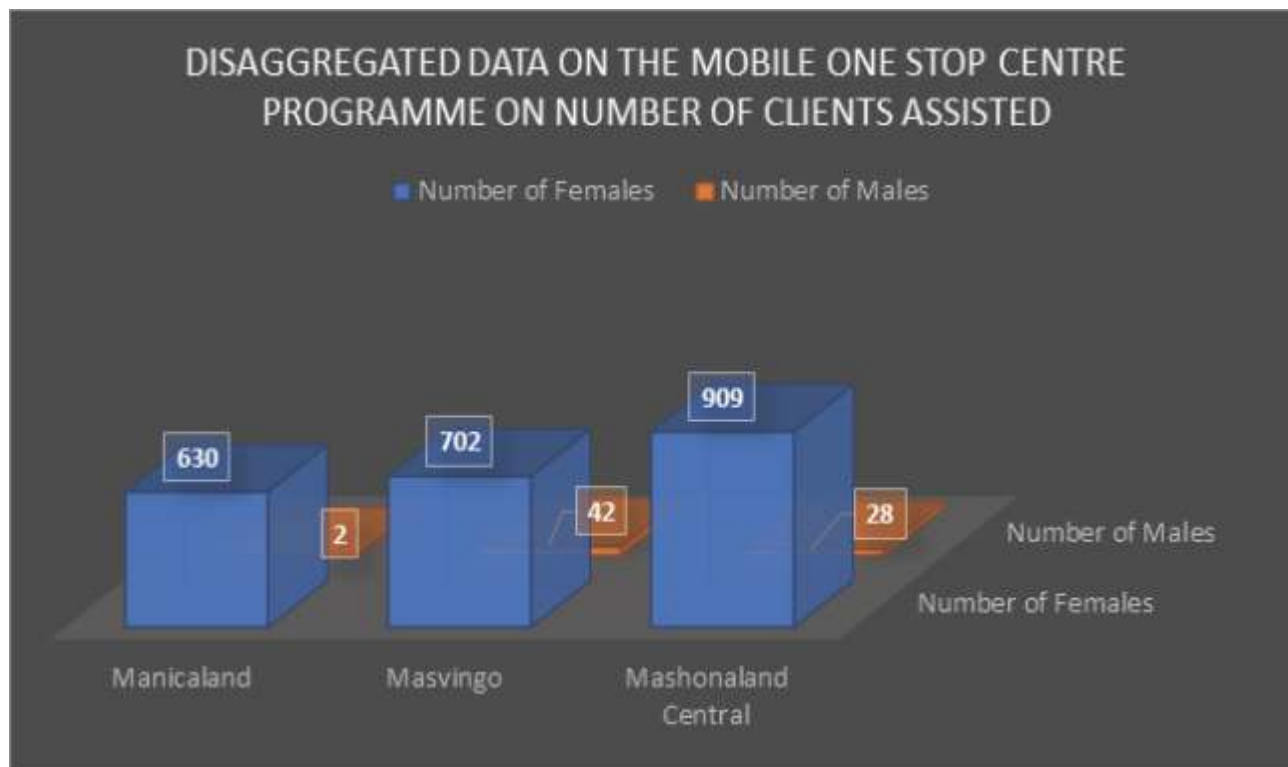 DISAGGREGATED DATA ON THE MOBILE ONE STOP CENTRE
PROGRAMME ON NUMBER OF CLIENTS ASSISTED
Number of Females
Number of Males
909
702
630
42
28
2
Number of Males
Number of Females
Manicaland
Masvingo
Mashonaland
Central